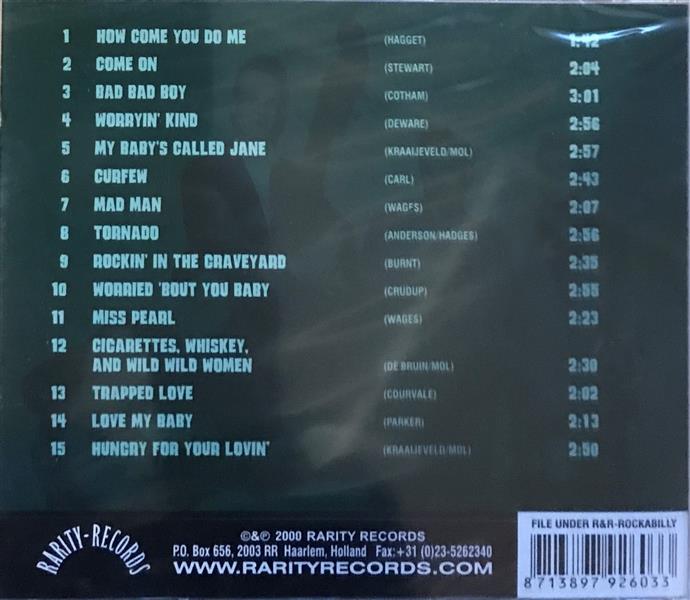 1 HOW COME YOU DO ME (HAGGET) 1:42
2 COME ON (STEWART) 2:04
3 BAD BAD BOY (COTHAM) 3:01
4 WORRYIN' KIND (DEWARE) 2:56
5 MY BABY'S CALLED JANE (KRAAIJEVELD/MOL) 2:57
6 CURFEW (CARL) 2:43
7 MAD MAN (WAGES) 2:07
8 TORNADO (ANDERSON/HADGES) 2:56
9 ROCKIN' IN THE GRAVEYARD (BURNT) 2:35
10 WORRIED 'BOUT YOU BABY (CRUDUP) 2:55
11 MISS PEARL (WAGES) 2:23
12 CIGARETTES, WHISKEY,
AND WILD WILD WOMEN (DE BRUIN/MOL) 2:30
13 TRAPPED LOVE (COURVALE) 2:02
14 LOVE MY BABY (PARKER) 2:13
15 HUNGRY FOR YOUR LOVIN' (KRAAIJEVELD/MOL) 2:50
RARITY-RECORDS
©&℗ 2000 RARITY RECORDS
P.O. Box 656, 2003 RR Haarlem, Holland Fax:+31 (0)23-5262340
WWW.RARITYRECORDS.COM
FILE UNDER R&R-ROCKABILLY
8 713897 926033